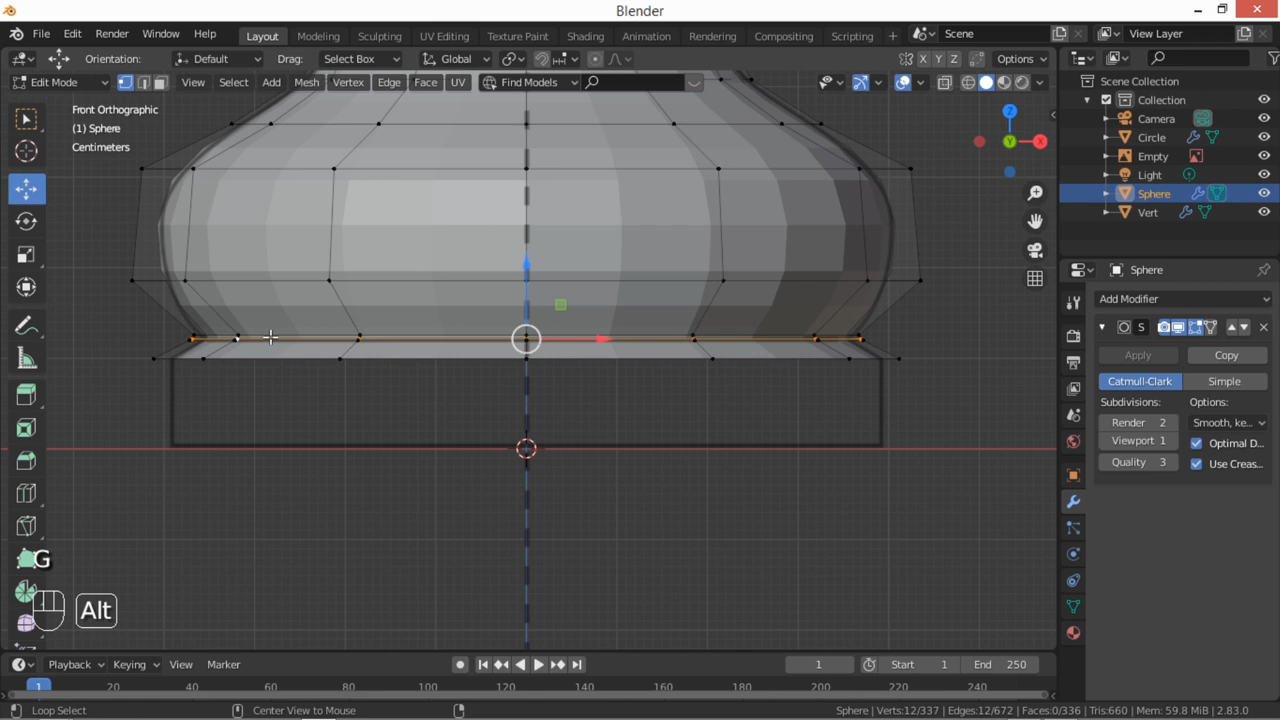 Blender
File Edit Render Window Help Layout Modeling Sculpting UV Editing Texture Paint Shading Animation Rendering Compositing Scripting + Scene View Layer
Orientation: Default Drag: Select Box Global X Y Z Options
Edit Mode View Select Add Mesh Vertex Edge Face UV Find Models
Front Orthographic
(1) Sphere
Centimeters
Z
Y
X
Scene Collection
Collection
Camera
Circle
Empty
Light
Sphere
Vert
Sphere
Add Modifier
S
Apply Copy
Catmull-Clark Simple
Subdivisions: Options:
Render 2 Smooth, ke...
Viewport 1 Optimal D...
Quality 3 Use Creas...
G
Alt
Playback Keying View Marker 1 Start 1 End 250
1 20 40 60 80 100 120 140 160 180 200 220 240
Loop Select Center View to Mouse Sphere | Verts:12/337 | Edges:12/672 | Faces:0/336 | Tris:660 | Mem: 59.8 MiB | 2.83.0